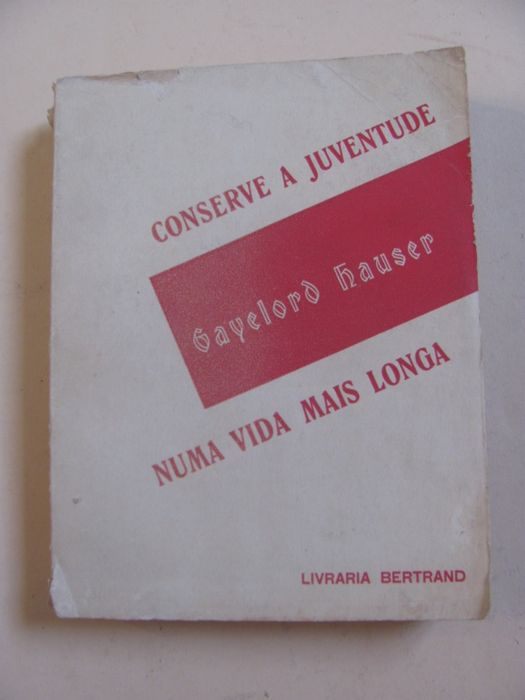 CONSERVE A JUVENTUDE
Gayelord Hauser
NUMA VIDA MAIS LONGA
LIVRARIA BERTRAND